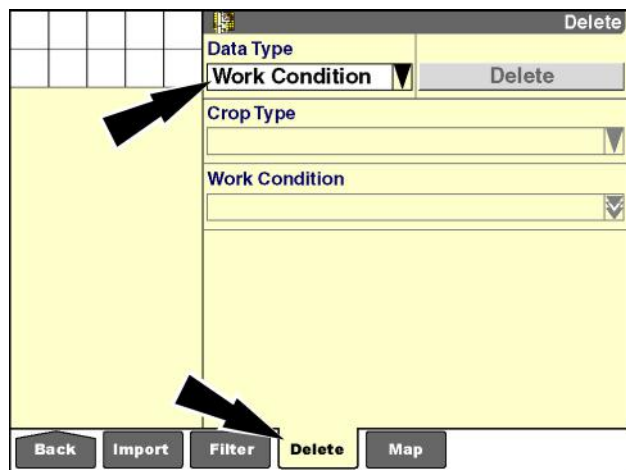 Delete
Data Type
Work Condition
Delete
Crop Type
Work Condition
Back Import Filter Delete Map